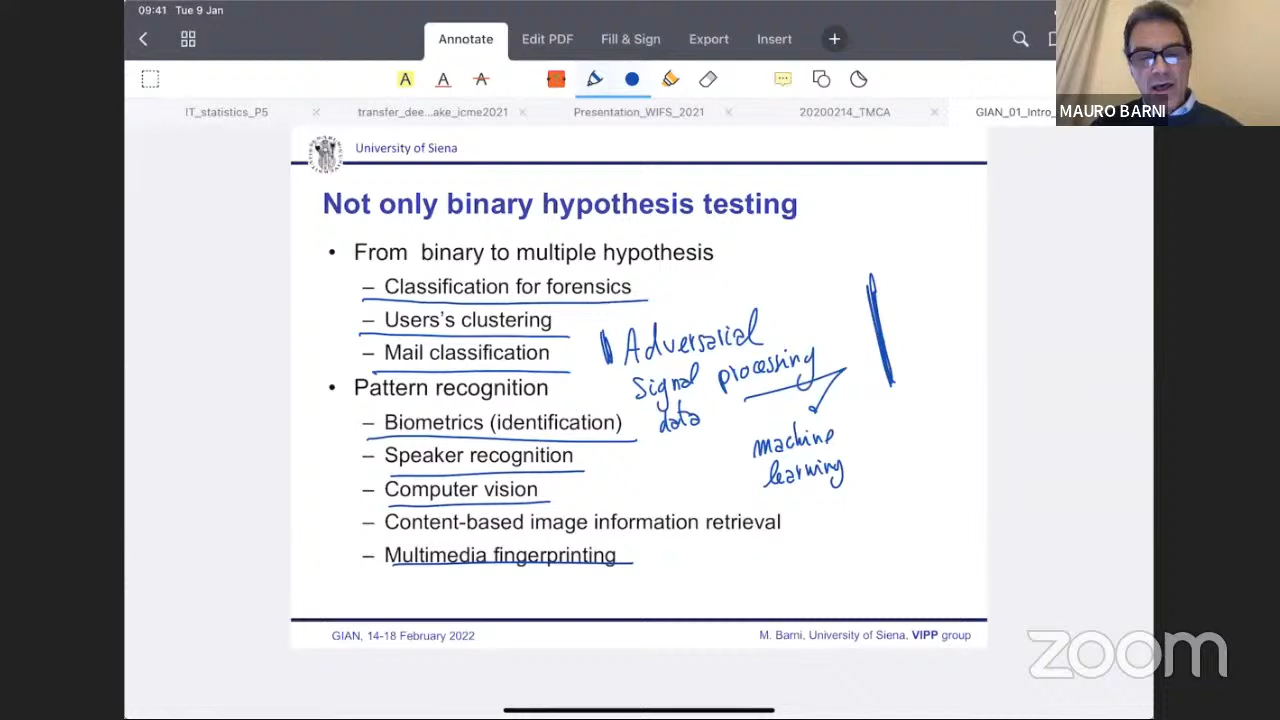 09:41 Tue 9 Jan
Annotate Edit PDF Fill & Sign Export Insert
A A A
IT_statistics_P5 transfer_dee...ake_icme2021 Presentation_WIFS_2021 20200214_TMCA GIAN_01_Intro_
MAURO BARNI
University of Siena
Not only binary hypothesis testing
• From binary to multiple hypothesis
– Classification for forensics
– Users's clustering
– Mail classification
• Pattern recognition
– Biometrics (identification)
– Speaker recognition
– Computer vision
– Content-based image information retrieval
– Multimedia fingerprinting
Adversarial
signal processing
data
machine
learning
GIAN, 14-18 February 2022
M. Barni, University of Siena, VIPP group
zoom